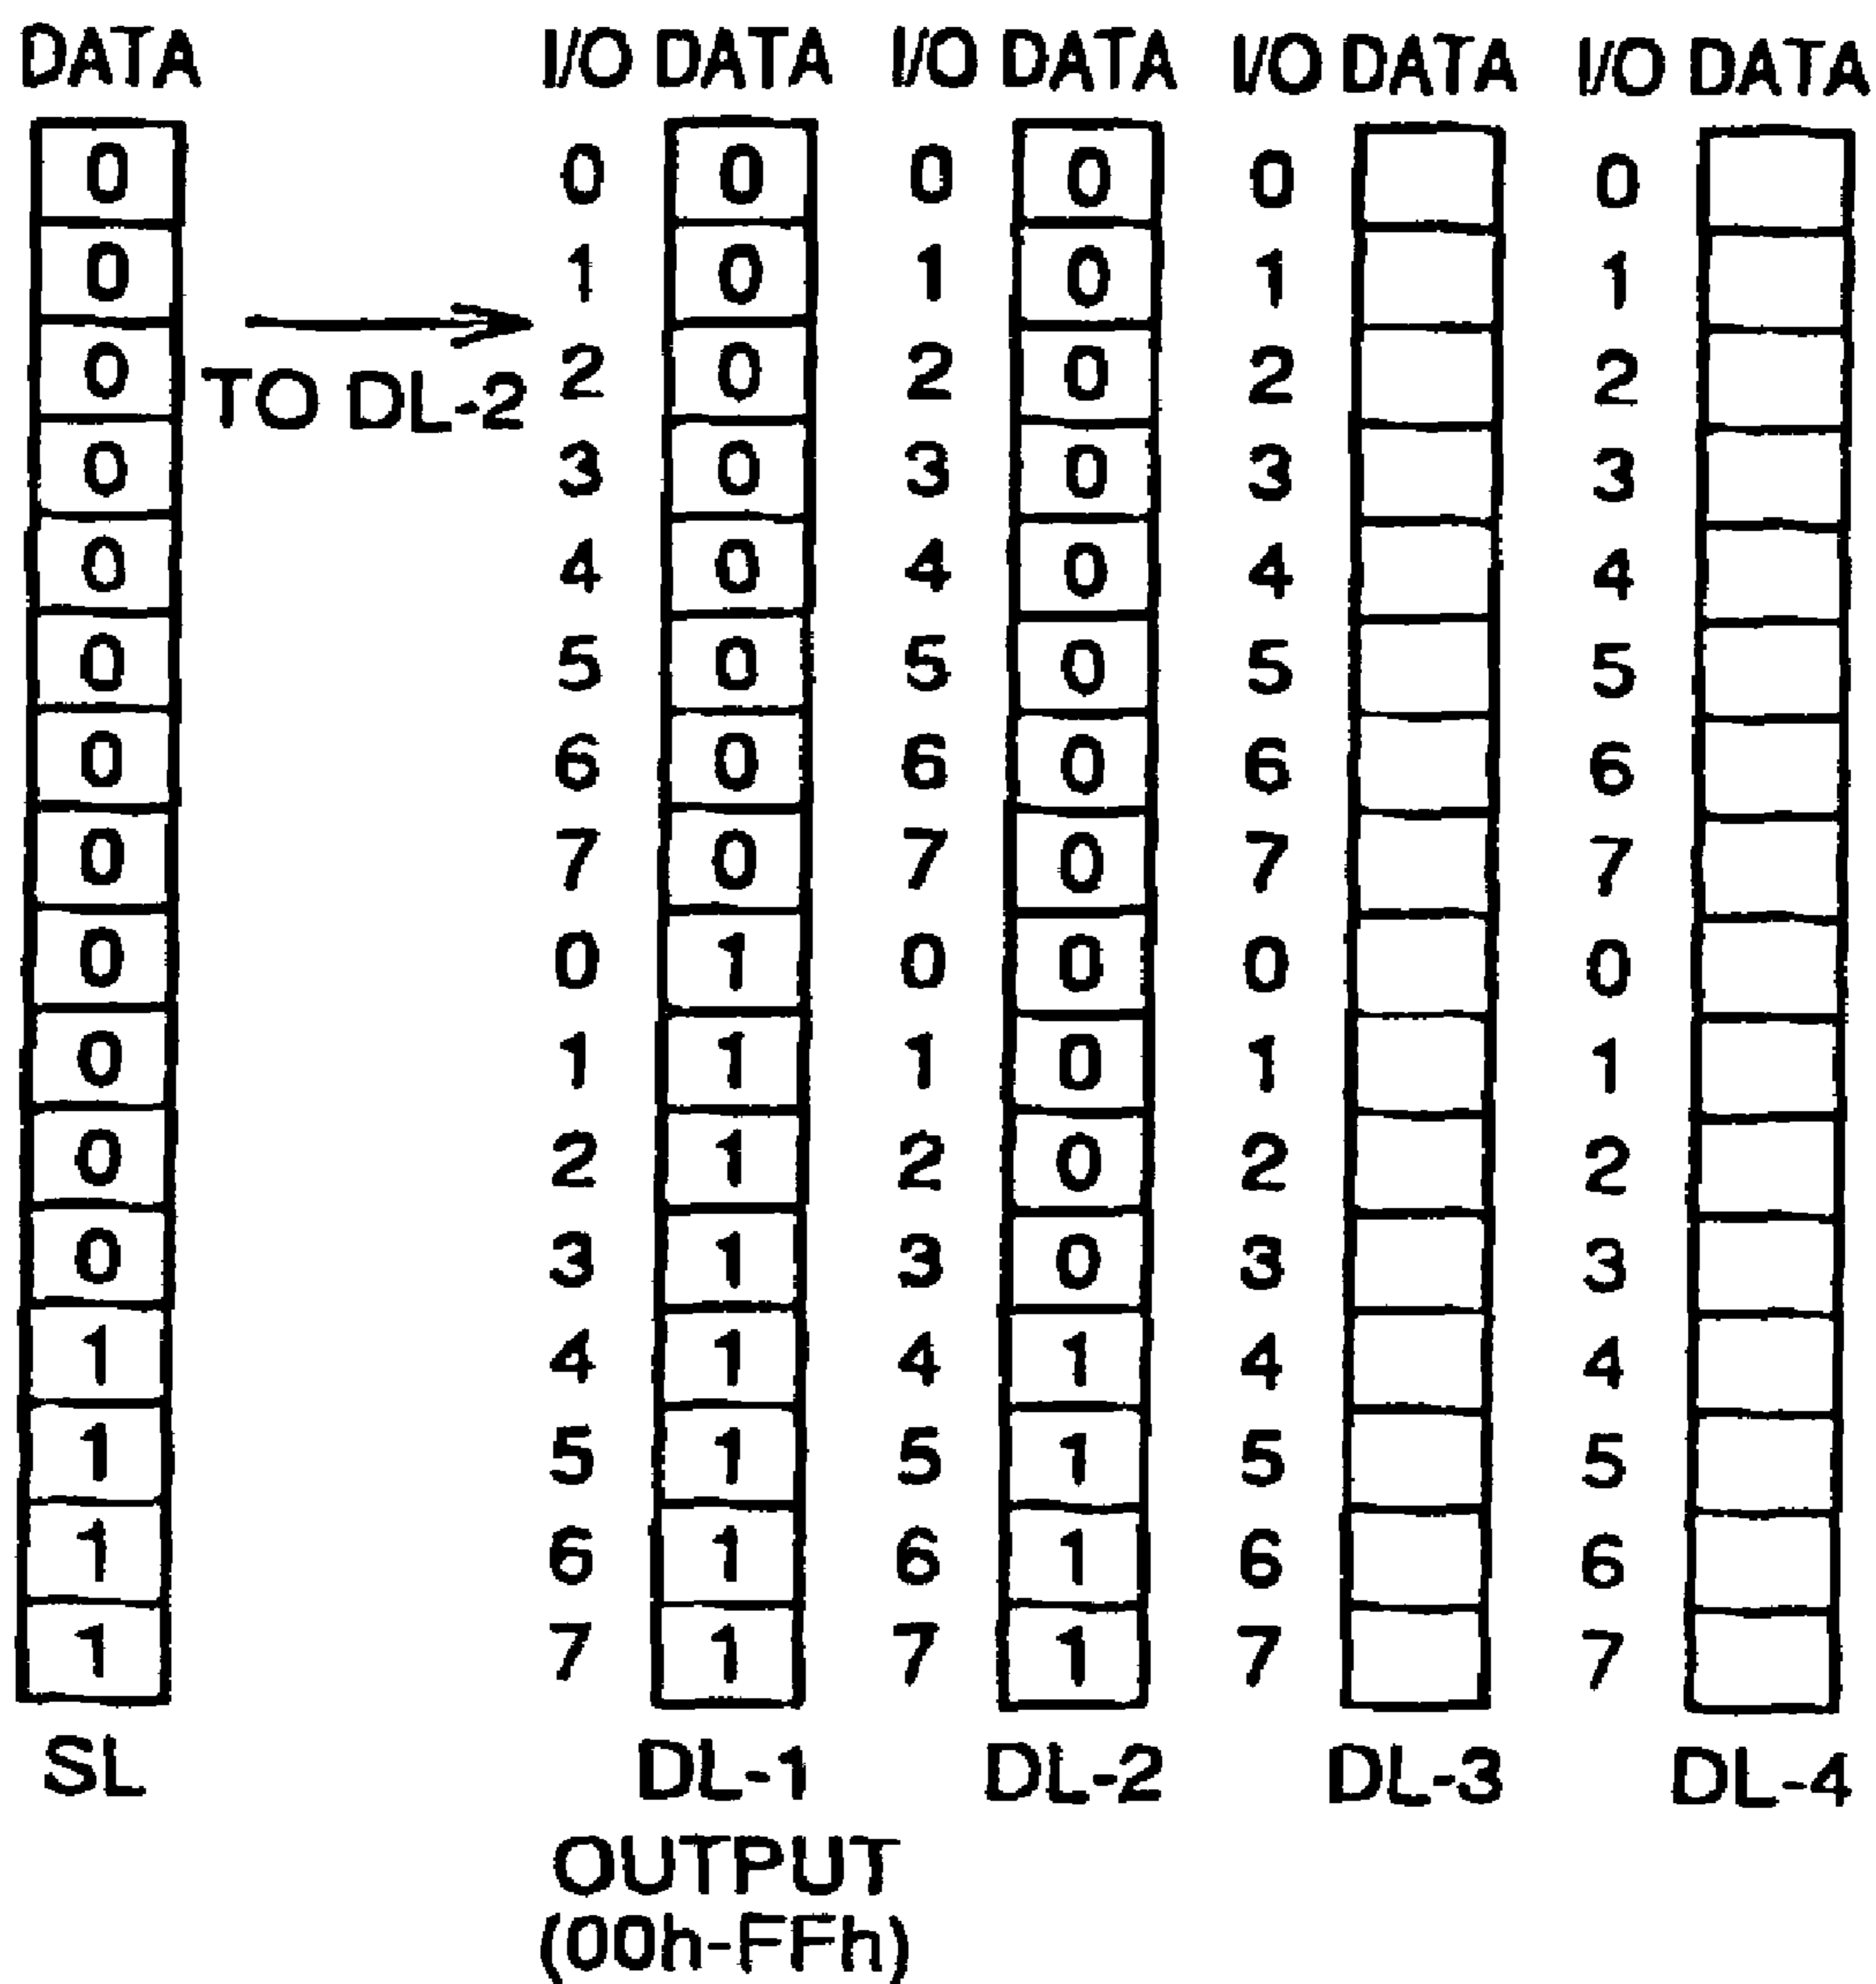 DATA I/O DATA I/O DATA I/O DATA I/O DATA
0 0 0 0 0 0 0
0 1 0 1 0 1 1
TO DL-2
0 2 0 2 0 2 2
0 3 0 3 0 3 3
0 4 0 4 0 4 4
0 5 0 5 0 5 5
0 6 0 6 0 6 6
0 7 0 7 0 7 7
0 0 1 0 0 0 0
0 1 1 1 0 1 1
0 2 1 2 0 2 2
0 3 1 3 0 3 3
1 4 1 4 1 4 4
1 5 1 5 1 5 5
1 6 1 6 1 6 6
1 7 1 7 1 7 7
SL DL-1 DL-2 DL-3 DL-4
OUTPUT
(00h-FFh)